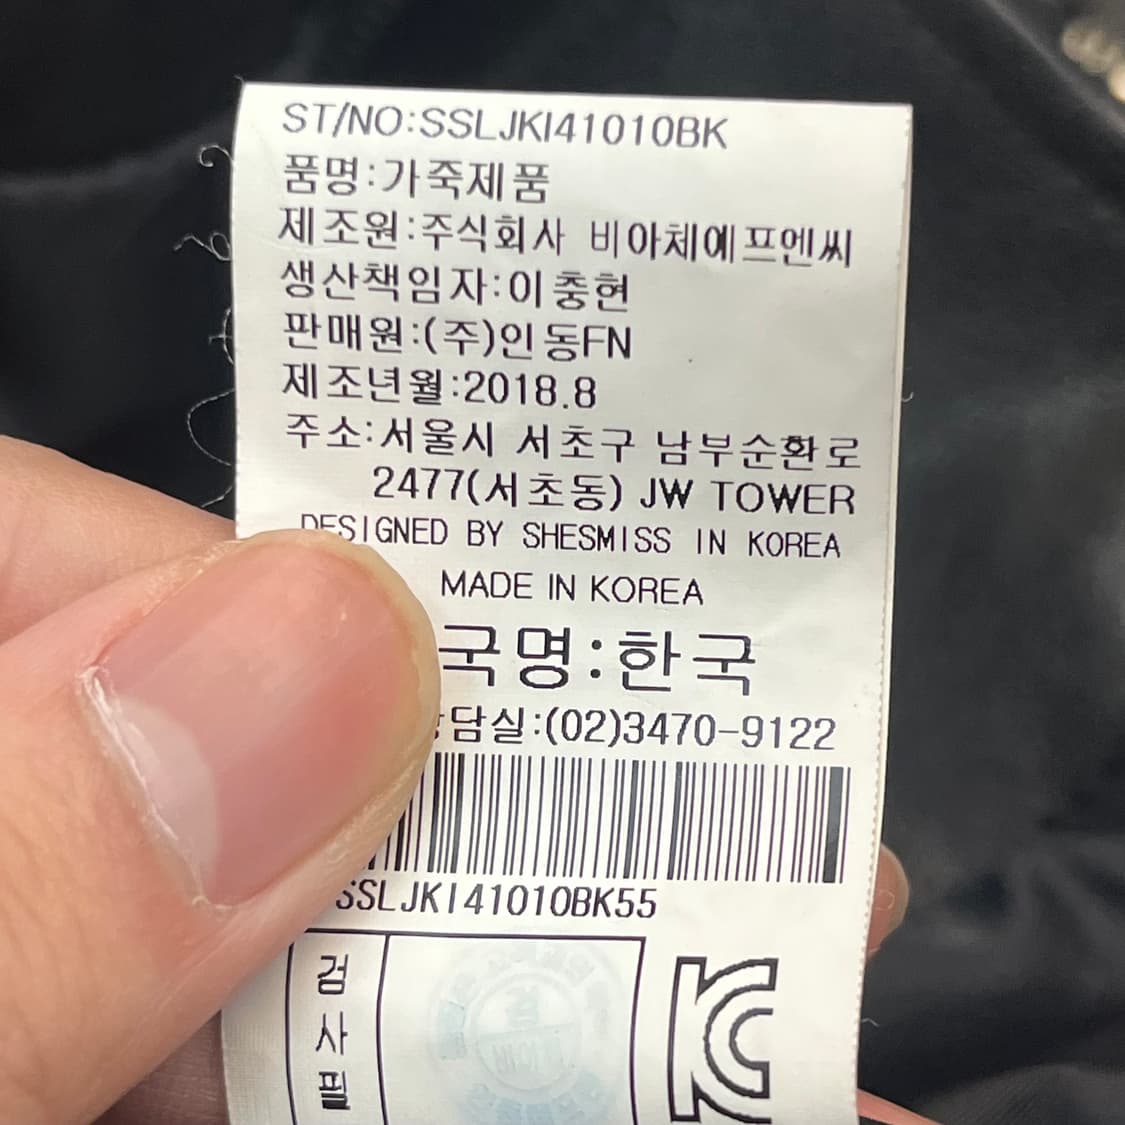 ST/NO:SSLJKI41010BK
품명:가죽제품
제조원:주식회사 비아체에프엔씨
생산책임자:이충현
판매원:(주)인동FN
제조년월:2018.8
주소:서울시 서초구 남부순환로
2477(서초동) JW TOWER
DESIGNED BY SHESMISS IN KOREA
MADE IN KOREA
국명:한국
담실:(02)3470-9122
SSLJKI41010BK55
검
사
필